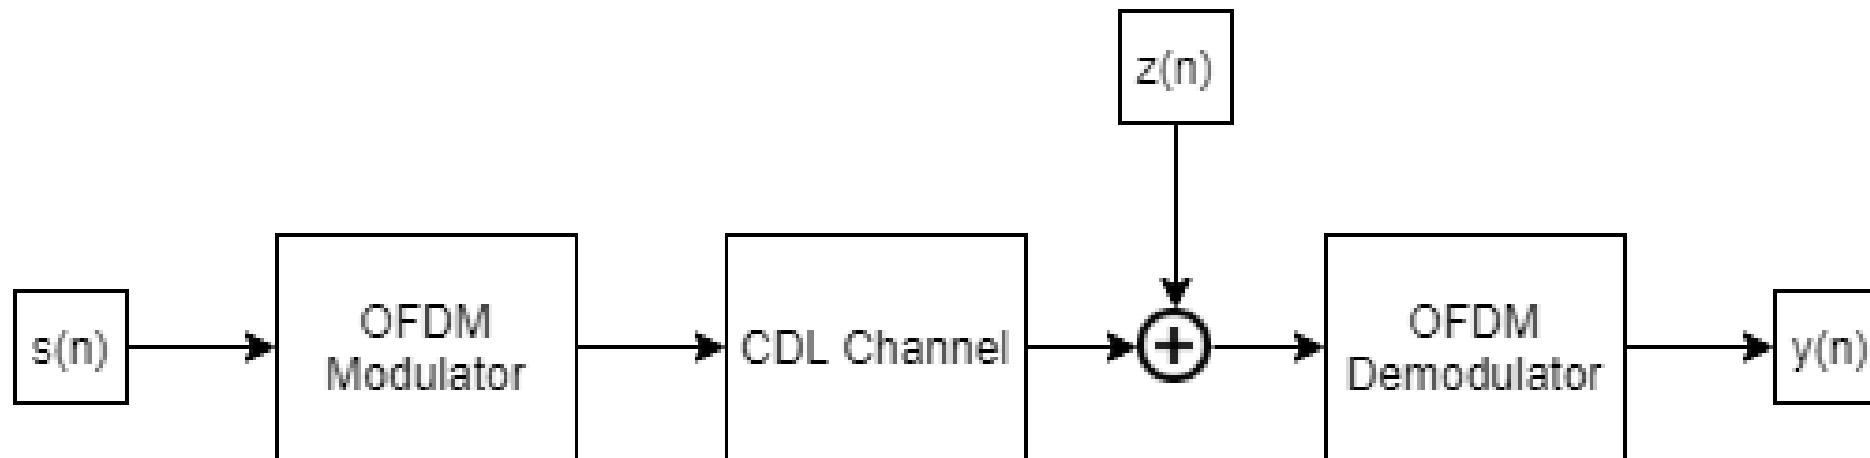 z(n)
s(n)
OFDM
Modulator
CDL Channel
+
OFDM
Demodulator
y(n)